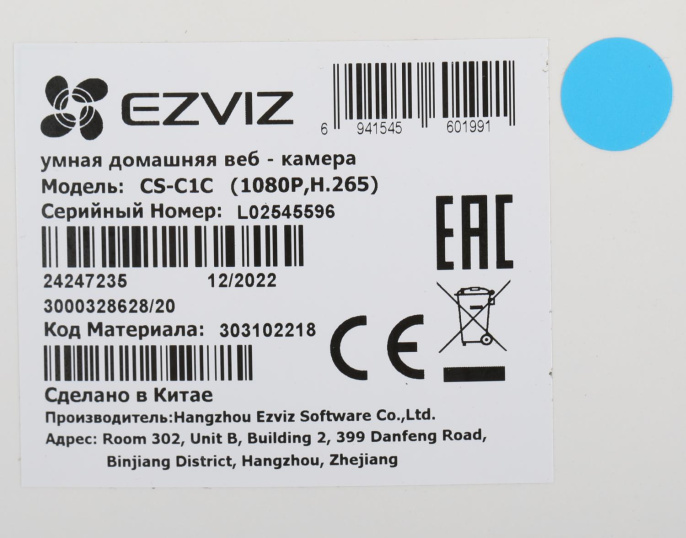 EZVIZ
6 941545 601991
умная домашняя веб - камера
Модель: CS-C1C (1080P,H.265)
Серийный Номер: L02545596
EAC
24247235 12/2022
3000328628/20
Код Материала: 303102218
CE
Сделано в Китае
Производитель:Hangzhou Ezviz Software Co.,Ltd.
Адрес: Room 302, Unit B, Building 2, 399 Danfeng Road,
Binjiang District, Hangzhou, Zhejiang